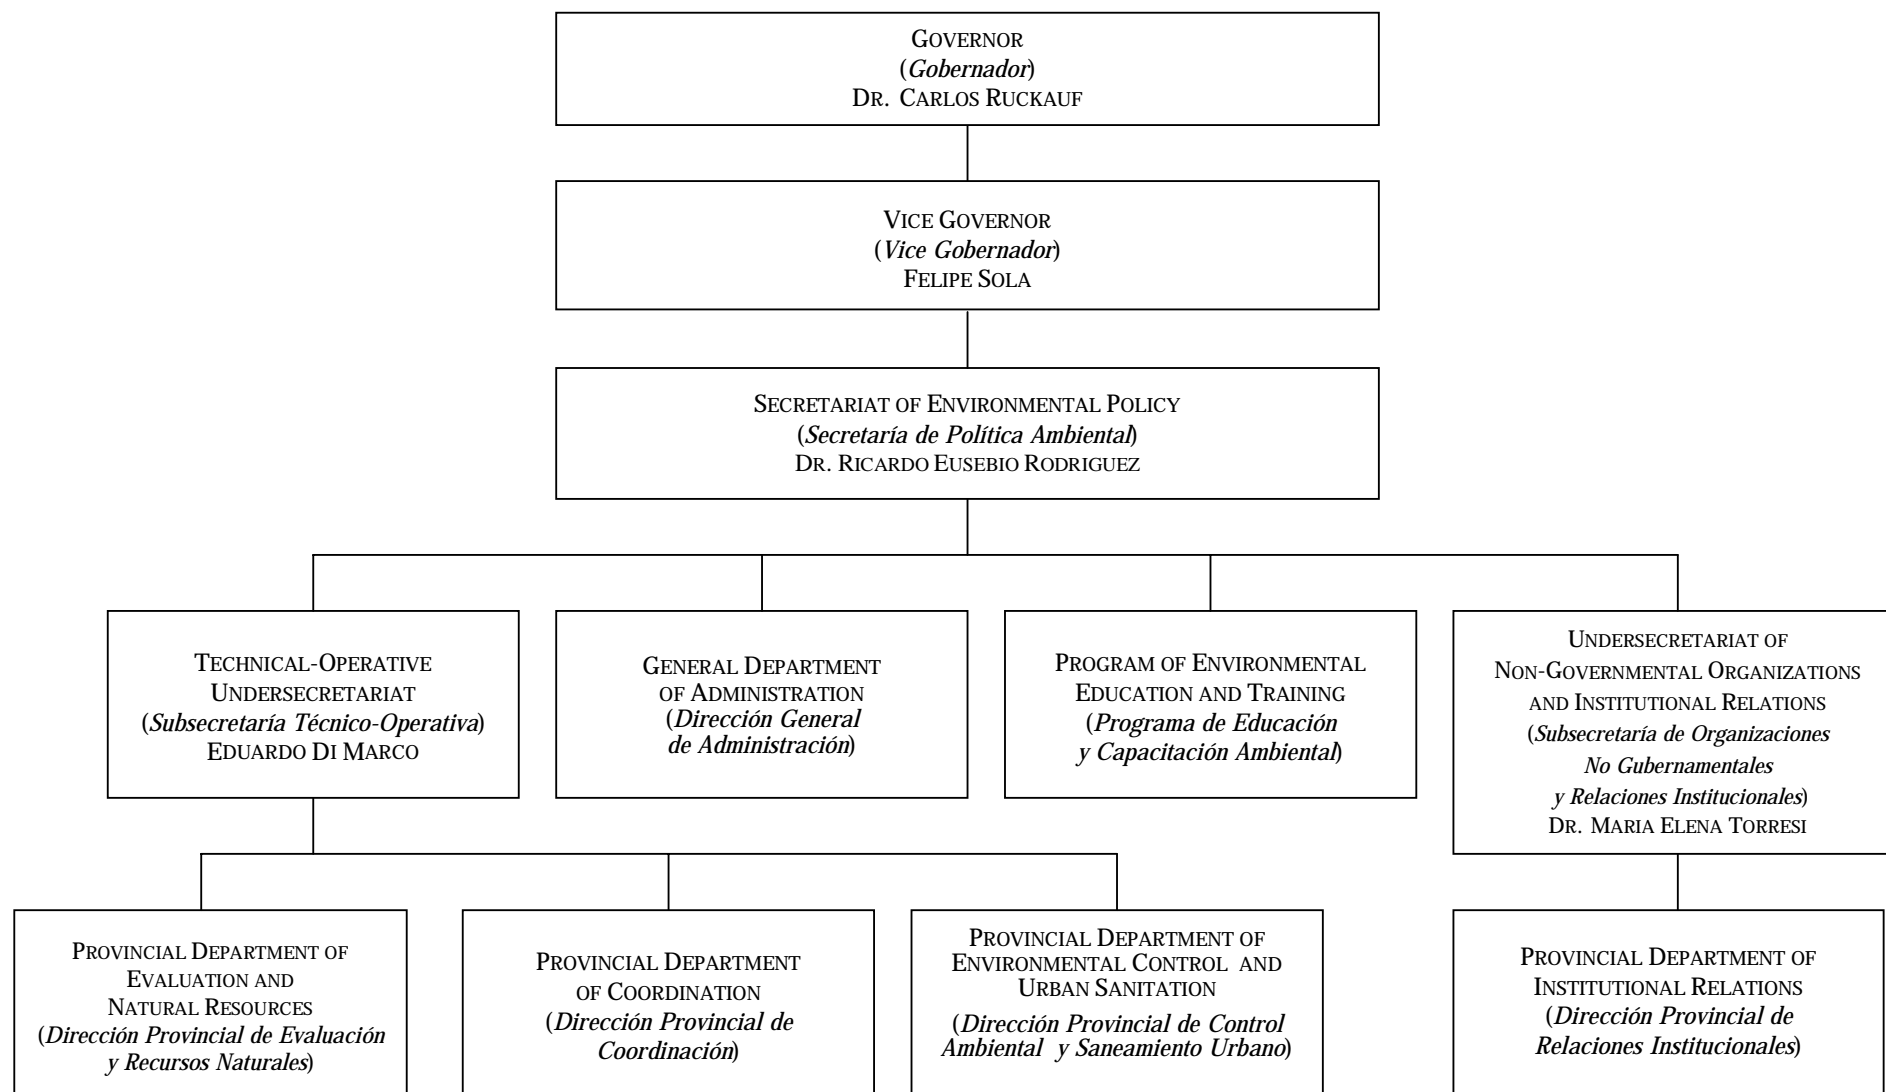 GOVERNOR
(Gobernador)
DR. CARLOS RUCKAUF
VICE GOVERNOR
(Vice Gobernador)
FELIPE SOLA
SECRETARIAT OF ENVIRONMENTAL POLICY
(Secretaría de Política Ambiental)
DR. RICARDO EUSEBIO RODRIGUEZ
TECHNICAL-OPERATIVE
UNDERSECRETARIAT
(Subsecretaría Técnico-Operativa)
EDUARDO DI MARCO
GENERAL DEPARTMENT
OF ADMINISTRATION
(Dirección General
de Administración)
PROGRAM OF ENVIRONMENTAL
EDUCATION AND TRAINING
(Programa de Educación
y Capacitación Ambiental)
UNDERSECRETARIAT OF
NON-GOVERNMENTAL ORGANIZATIONS
AND INSTITUTIONAL RELATIONS
(Subsecretaría de Organizaciones
No Gubernamentales
y Relaciones Institucionales)
DR. MARIA ELENA TORRESI
PROVINCIAL DEPARTMENT OF
EVALUATION AND
NATURAL RESOURCES
(Dirección Provincial de Evaluación
y Recursos Naturales)
PROVINCIAL DEPARTMENT
OF COORDINATION
(Dirección Provincial de
Coordinación)
PROVINCIAL DEPARTMENT OF
ENVIRONMENTAL CONTROL AND
URBAN SANITATION
(Dirección Provincial de Control
Ambiental y Saneamiento Urbano)
PROVINCIAL DEPARTMENT OF
INSTITUTIONAL RELATIONS
(Dirección Provincial de
Relaciones Institucionales)